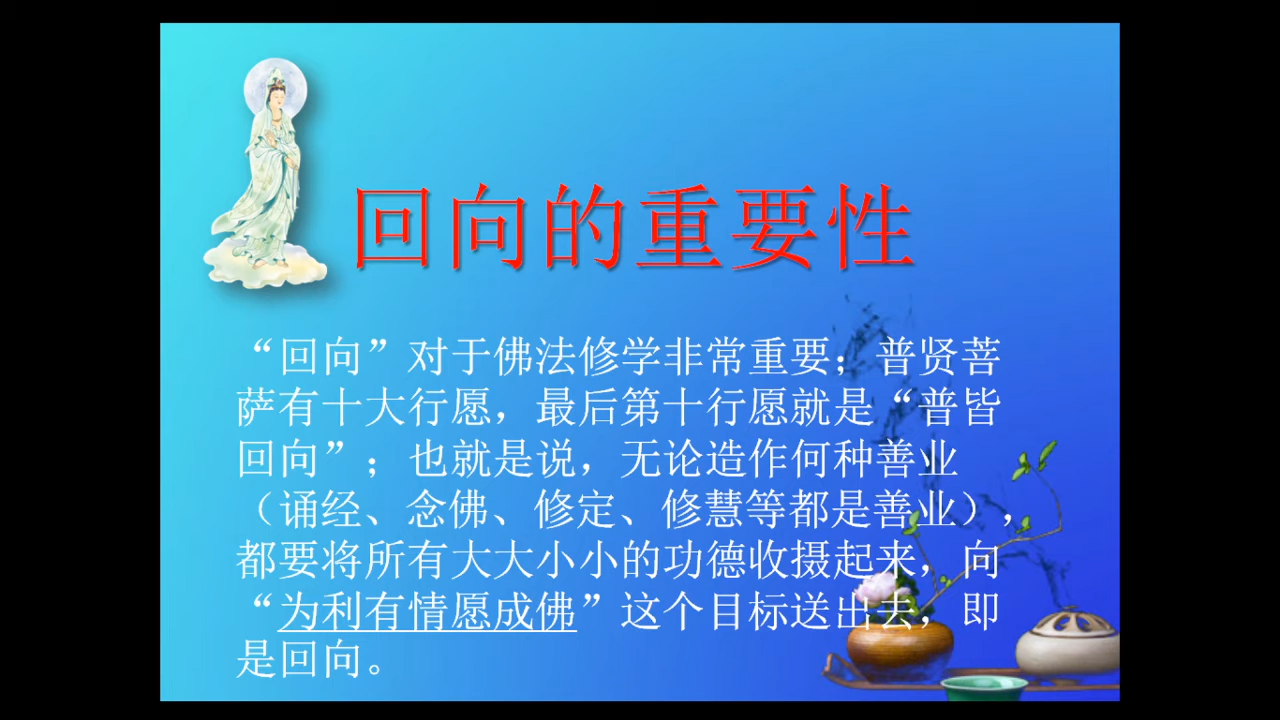 回向的重要性
“回向”对于佛法修学非常重要；普贤菩
萨有十大行愿，最后第十行愿就是“普皆
回向”；也就是说，无论造作何种善业
（诵经、念佛、修定、修慧等都是善业），
都要将所有大大小小的功德收摄起来，向
“为利有情愿成佛”这个目标送出去，即
是回向。